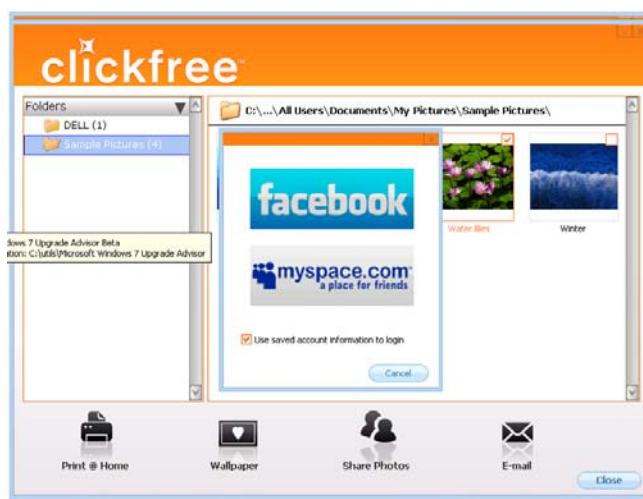 clickfree
Folders
DELL (1)
Sample Pictures (4)
C:\...\All Users\Documents\My Pictures\Sample Pictures\
facebook
myspace.com
a place for friends
Use saved account information to login
Cancel
Water lilies
Winter
dows 7 Upgrade Advisor Beta
ation: C:\utils\Microsoft Windows 7 Upgrade Advisor
Print @ Home
Wallpaper
Share Photos
E-mail
Close